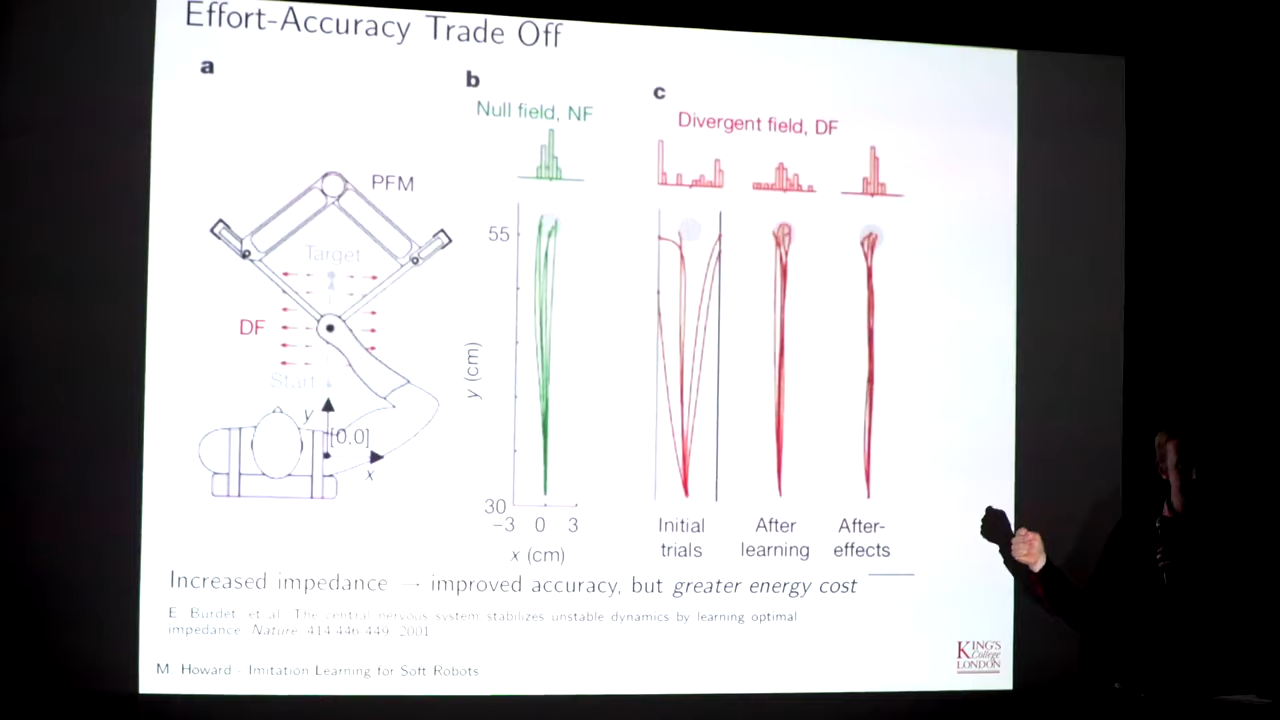 Effort-Accuracy Trade Off
a
b
c
Null field, NF
Divergent field, DF
PFM
Target
DF
Start
y
[0,0]
x
55
y (cm)
30
−3 0 3
x (cm)
Initial
trials
After
learning
After-
effects
Increased impedance → improved accuracy, but greater energy cost
E. Burdet, et al. The central nervous system stabilizes unstable dynamics by learning optimal
impedance. Nature, 414:446-449, 2001
M. Howard - Imitation Learning for Soft Robots
KING'S
College
LONDON